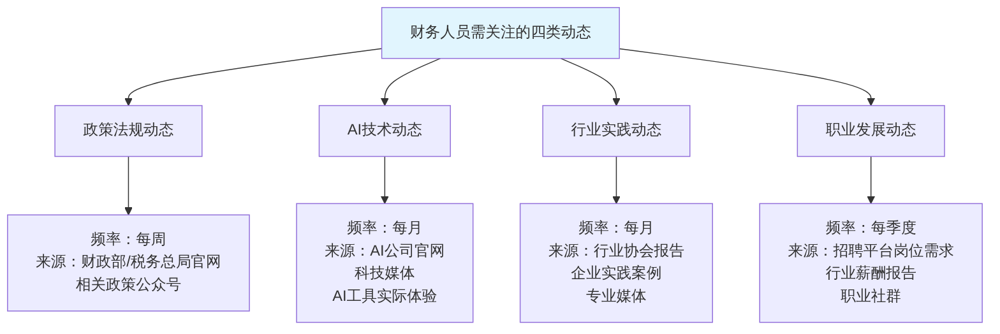 财务人员需关注的四类动态
政策法规动态
AI技术动态
行业实践动态
职业发展动态
频率：每周
来源：财政部/税务总局官网
相关政策公众号
频率：每月
来源：AI公司官网
科技媒体
AI工具实际体验
频率：每月
来源：行业协会报告
企业实践案例
专业媒体
频率：每季度
来源：招聘平台岗位需求
行业薪酬报告
职业社群